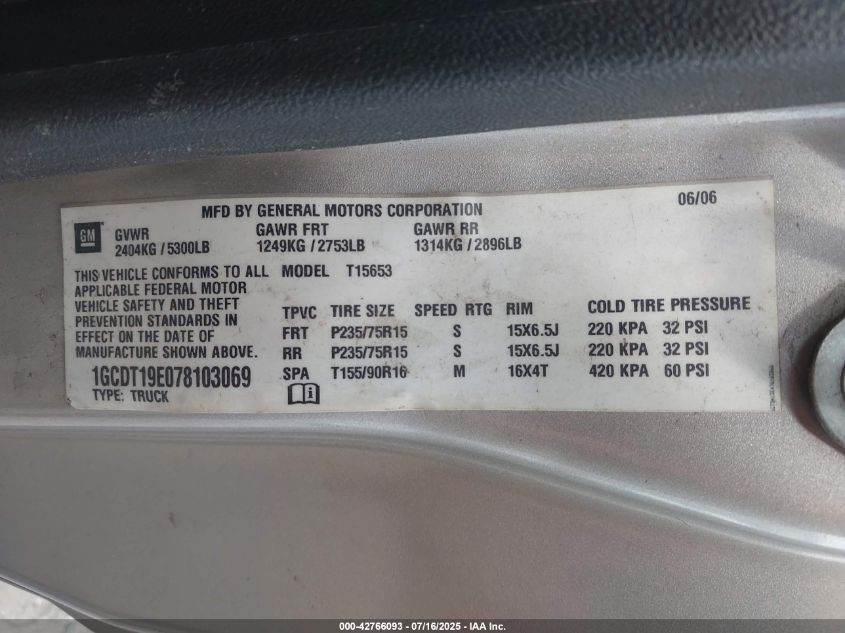 MFD BY GENERAL MOTORS CORPORATION 06/06
GM
GVWR GAWR FRT GAWR RR
2404KG / 5300LB 1249KG / 2753LB 1314KG / 2896LB
THIS VEHICLE CONFORMS TO ALL
APPLICABLE FEDERAL MOTOR
VEHICLE SAFETY AND THEFT
PREVENTION STANDARDS IN
EFFECT ON THE DATE OF
MANUFACTURE SHOWN ABOVE.
1GCDT19E078103069
TYPE: TRUCK
MODEL T15653
TPVC TIRE SIZE SPEED RTG RIM COLD TIRE PRESSURE
FRT P235/75R15 S 15X6.5J 220 KPA 32 PSI
RR P235/75R15 S 15X6.5J 220 KPA 32 PSI
SPA T155/90R16 M 16X4T 420 KPA 60 PSI
000-42766093 - 07/16/2025 - IAA Inc.